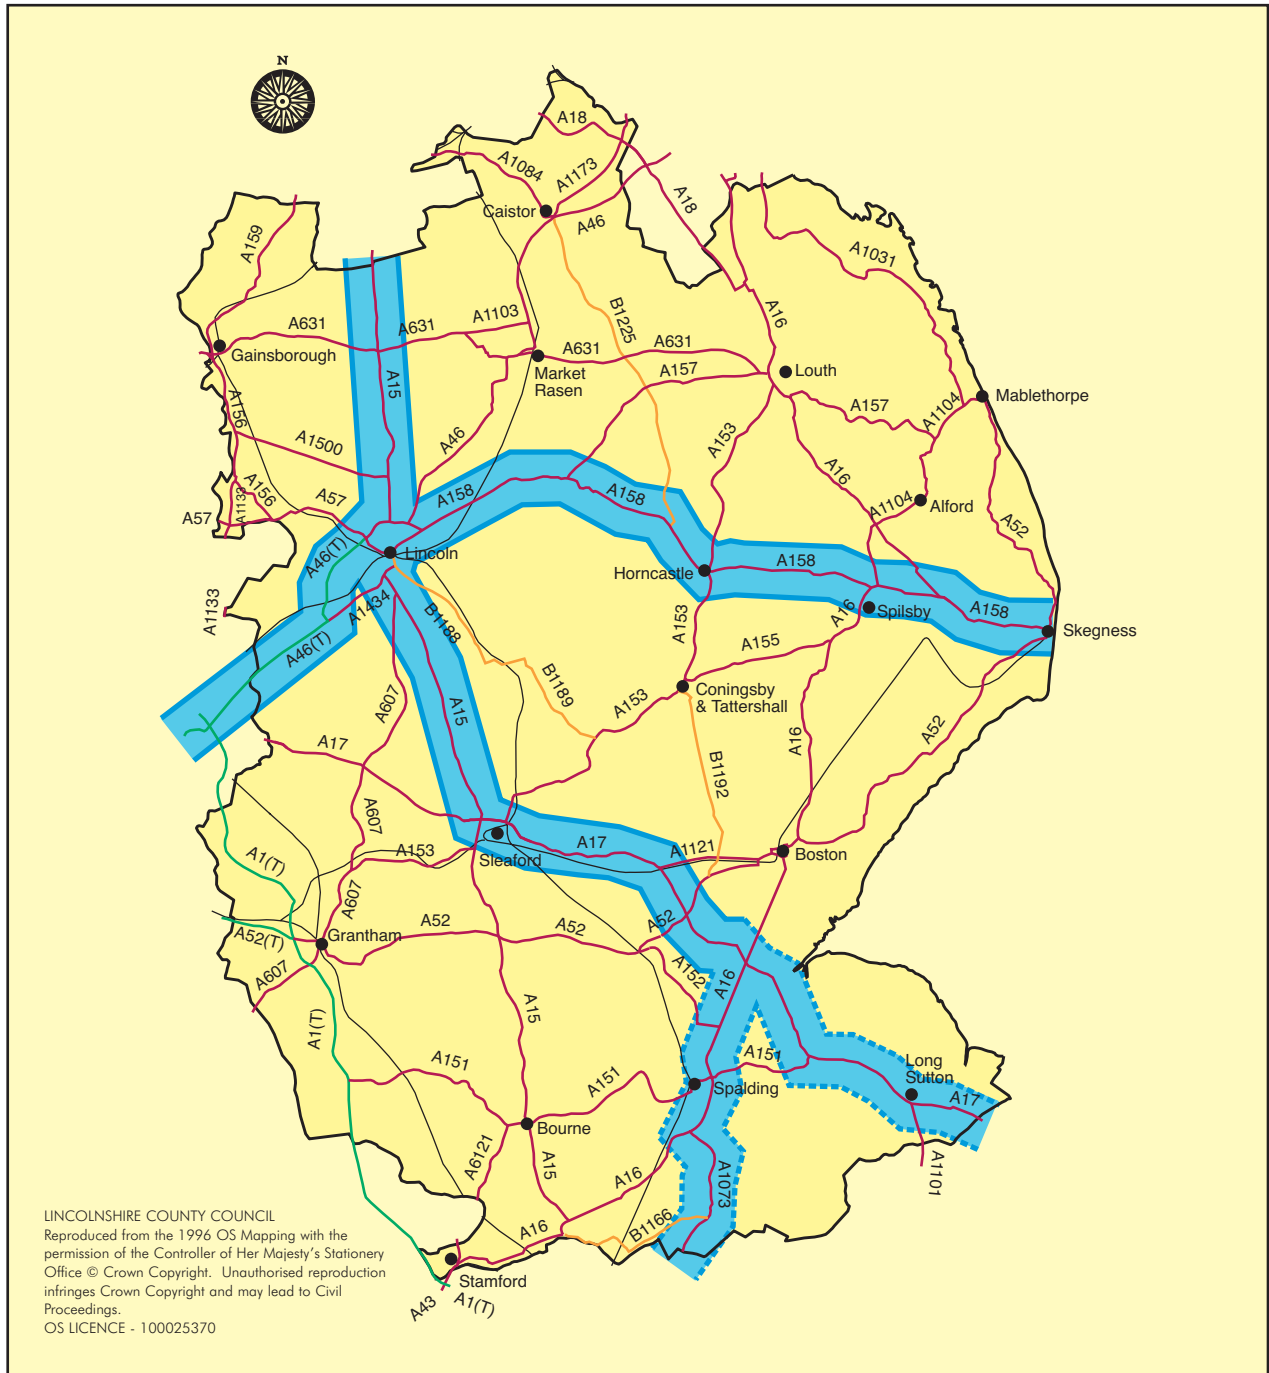 N
A18
A1084
A1173
A18
Caistor
A46
A159
A1031
B1225
A16
A631
A631
A1103
Gainsborough
A631
A631
Market
Rasen
A157
Louth
A15
Mablethorpe
A156
A1500
A46
A153
A157
A1104
A16
A156
A1133
A57
A57
A158
A158
A1104
Alford
A52
A46(T)
Lincoln
Horncastle
A158
A1133
A1434
B1188
A153
A16
Spilsby
A158
Skegness
A46(T)
A155
B1189
Coningsby
& Tattershall
A607
A15
A153
A17
A16
A52
B1192
A607
A1(T)
A153
Sleaford
A17
A1121
Boston
A607
A52(T)
Grantham
A52
A52
A52
A607
A152
A16
A1(T)
A15
A151
A151
A151
Spalding
Long
Sutton
A17
Bourne
A6121
A15
A16
A1073
A1101
A16
B1166
Stamford
A43
A1(T)
LINCOLNSHIRE COUNTY COUNCIL
Reproduced from the 1996 OS Mapping with the
permission of the Controller of Her Majesty's Stationery
Office © Crown Copyright. Unauthorised reproduction
infringes Crown Copyright and may lead to Civil
Proceedings.
OS LICENCE - 100025370